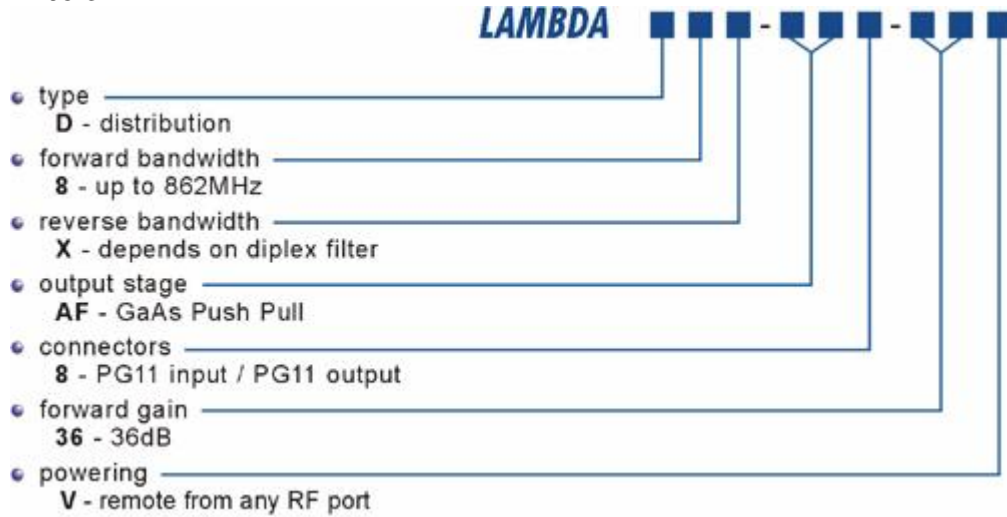 LAMBDA - -
type
D - distribution
forward bandwidth
8 - up to 862MHz
reverse bandwidth
X - depends on diplex filter
output stage
AF - GaAs Push Pull
connectors
8 - PG11 input / PG11 output
forward gain
36 - 36dB
powering
V - remote from any RF port